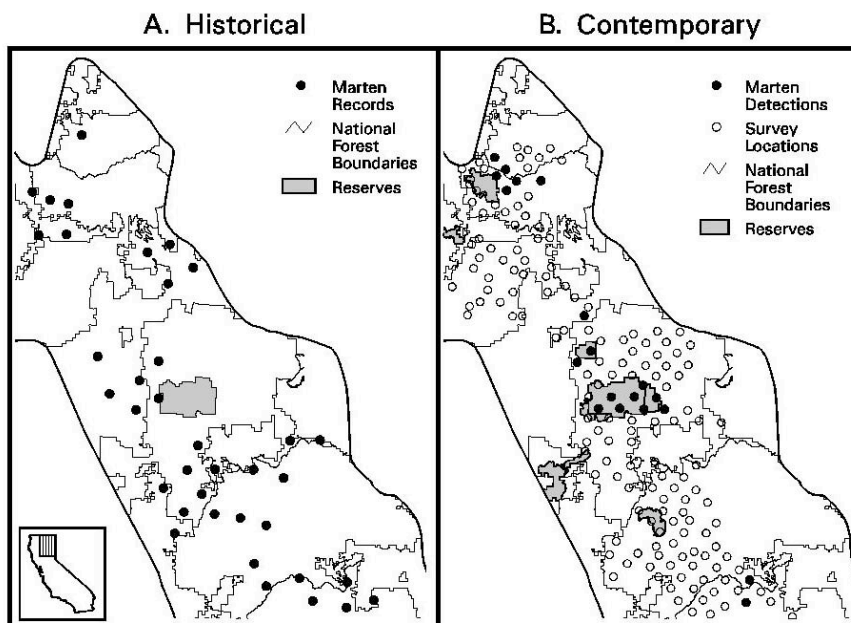 A. Historical
Marten
Records
National
Forest
Boundaries
Reserves
B. Contemporary
Marten
Detections
Survey
Locations
National
Forest
Boundaries
Reserves